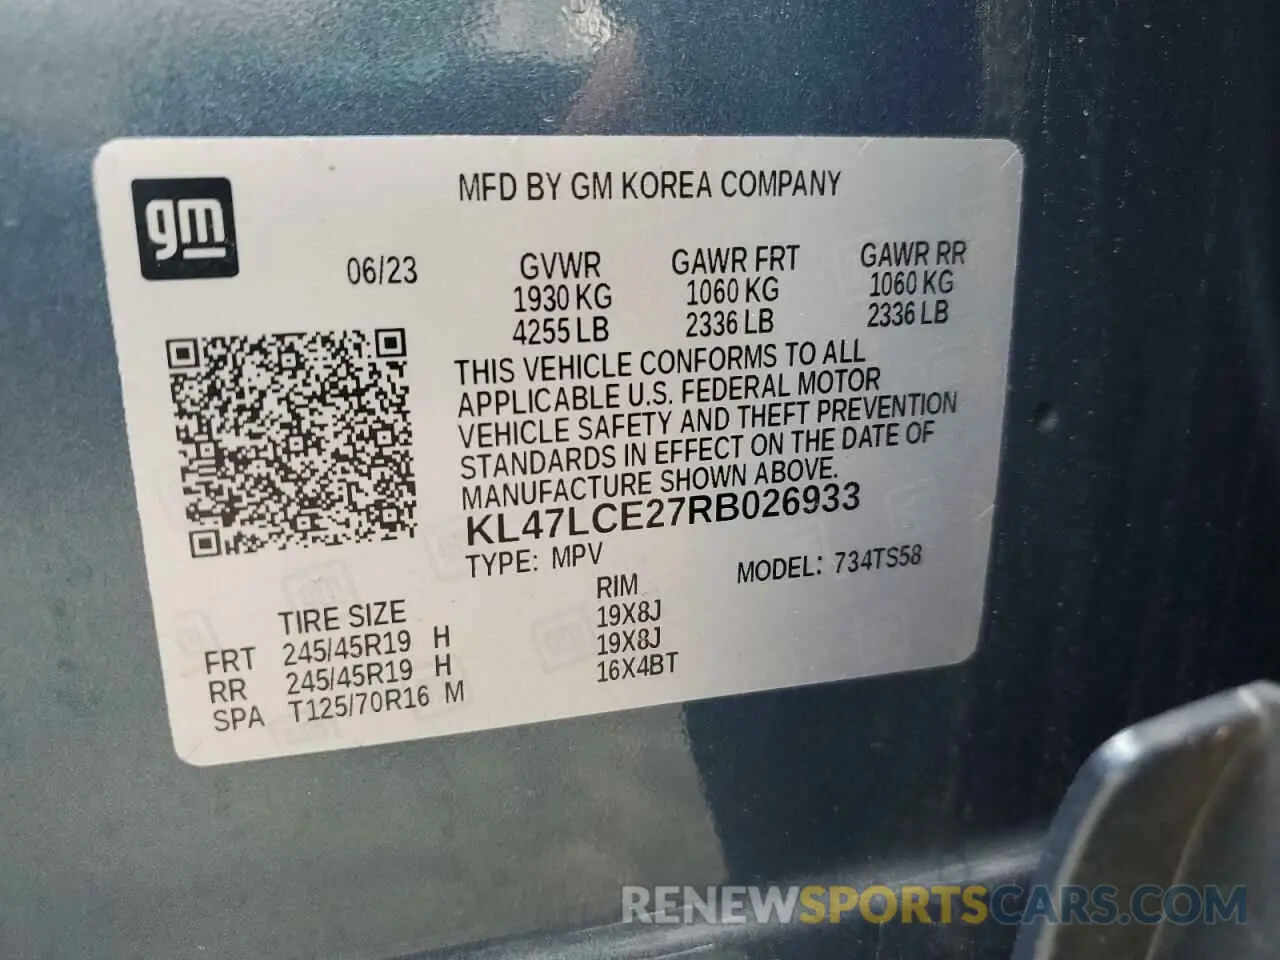 MFD BY GM KOREA COMPANY
gm
06/23
GVWR GAWR FRT GAWR RR
1930 KG 1060 KG 1060 KG
4255 LB 2336 LB 2336 LB
THIS VEHICLE CONFORMS TO ALL
APPLICABLE U.S. FEDERAL MOTOR
VEHICLE SAFETY AND THEFT PREVENTION
STANDARDS IN EFFECT ON THE DATE OF
MANUFACTURE SHOWN ABOVE.
KL47LCE27RB026933
TYPE: MPV MODEL: 734TS58
TIRE SIZE RIM
FRT 245/45R19 H 19X8J
RR 245/45R19 H 19X8J
SPA T125/70R16 M 16X4BT
RENEWSPORTSCARS.COM